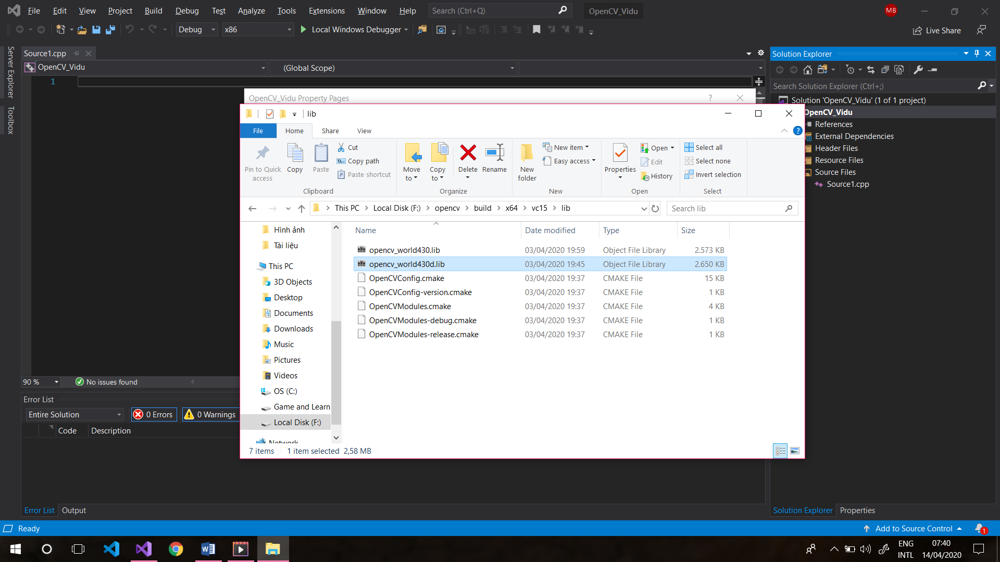 File Edit View Project Build Debug Test Analyze Tools Extensions Window Help Search (Ctrl+Q) OpenCV_Vidu MB
Debug x86 Local Windows Debugger Live Share
Server Explorer
Toolbox
Source1.cpp
OpenCV_Vidu (Global Scope)
1
OpenCV_Vidu Property Pages ?
lib
File Home Share View ?
Pin to Quick access
Copy
Paste
Cut
Copy path
Paste shortcut
Clipboard
Move to
Copy to
Delete
Rename
Organize
New folder
New item
Easy access
New
Properties
Open
Edit
History
Open
Select all
Select none
Invert selection
Select
This PC Local Disk (F:) opencv build x64 vc15 lib
Search lib
Hình ảnh
Tài liệu
This PC
3D Objects
Desktop
Documents
Downloads
Music
Pictures
Videos
OS (C:)
Game and Learn
Local Disk (F:)
Network
Name Date modified Type Size
opencv_world430.lib 03/04/2020 19:59 Object File Library 2.573 KB
opencv_world430d.lib 03/04/2020 19:45 Object File Library 2.650 KB
OpenCVConfig.cmake 03/04/2020 19:37 CMAKE File 15 KB
OpenCVConfig-version.cmake 03/04/2020 19:37 CMAKE File 1 KB
OpenCVModules.cmake 03/04/2020 19:37 CMAKE File 4 KB
OpenCVModules-debug.cmake 03/04/2020 19:37 CMAKE File 1 KB
OpenCVModules-release.cmake 03/04/2020 19:37 CMAKE File 1 KB
7 items 1 item selected 2,58 MB
Solution Explorer
Search Solution Explorer (Ctrl+;)
Solution 'OpenCV_Vidu' (1 of 1 project)
OpenCV_Vidu
References
External Dependencies
Header Files
Resource Files
Source Files
Source1.cpp
90 % No issues found
Error List
Entire Solution 0 Errors 0 Warnings
Code Description
Error List Output
Solution Explorer Properties
Ready Add to Source Control 1
ENG 07:40
INTL 14/04/2020